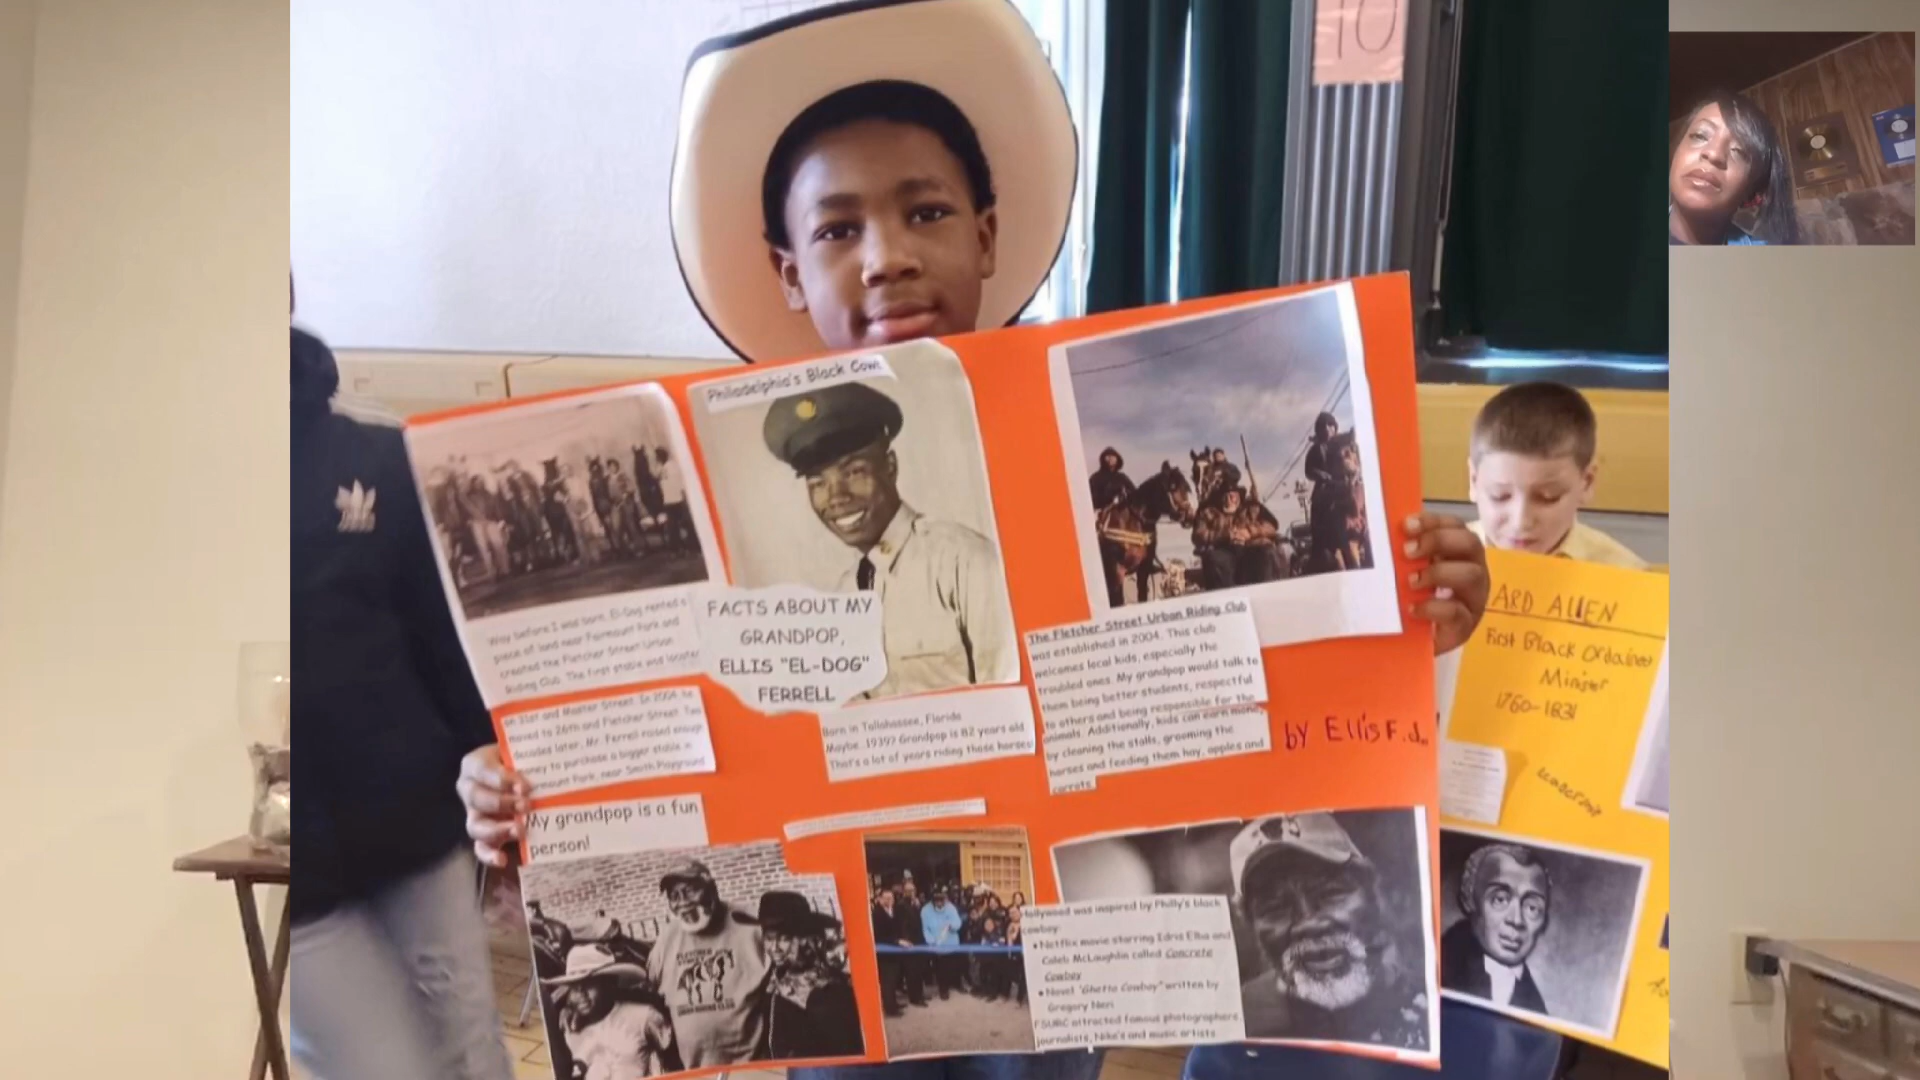 10
Philadelphia's Black Cow
FACTS ABOUT MY
GRANDPOP,
ELLIS "EL-DOG"
FERRELL
Way before I was born, El-Dog rented a
piece of land near Fairmount Park and
created the Fletcher Street Urban
Riding Club. The first stable was located
on 31st and Master Street. In 2004, he
moved to 26th and Fletcher Street. Two
decades later, Mr. Ferrell raised enough
money to purchase a bigger stable in
Fairmount Park, near Smith Playground
Born in Tallahassee, Florida
Maybe. 1939? Grandpop is 82 years old.
That's a lot of years riding those horses!
The Fletcher Street Urban Riding Club
was established in 2004. This club
welcomes local kids, especially the
troubled ones. My grandpop would talk to
them being better students, respectful
to others and being responsible for the
animals. Additionally, kids can earn money
by cleaning the stalls, grooming the
horses and feeding them hay, apples and
carrots.
by Ellis F. Jr.
My grandpop is a fun
person!
Hollywood was inspired by Philly's black
cowboy:
• Netflix movie starring Idris Elba and
Caleb McLaughlin called Concrete
Cowboy
• Novel "Ghetto Cowboy" written by
Gregory Neri
FSURC attracted famous photographers,
journalists, Nike's and music artists
ARD ALLEN
First Black Ordained
Minister
1760-1831
Leadership